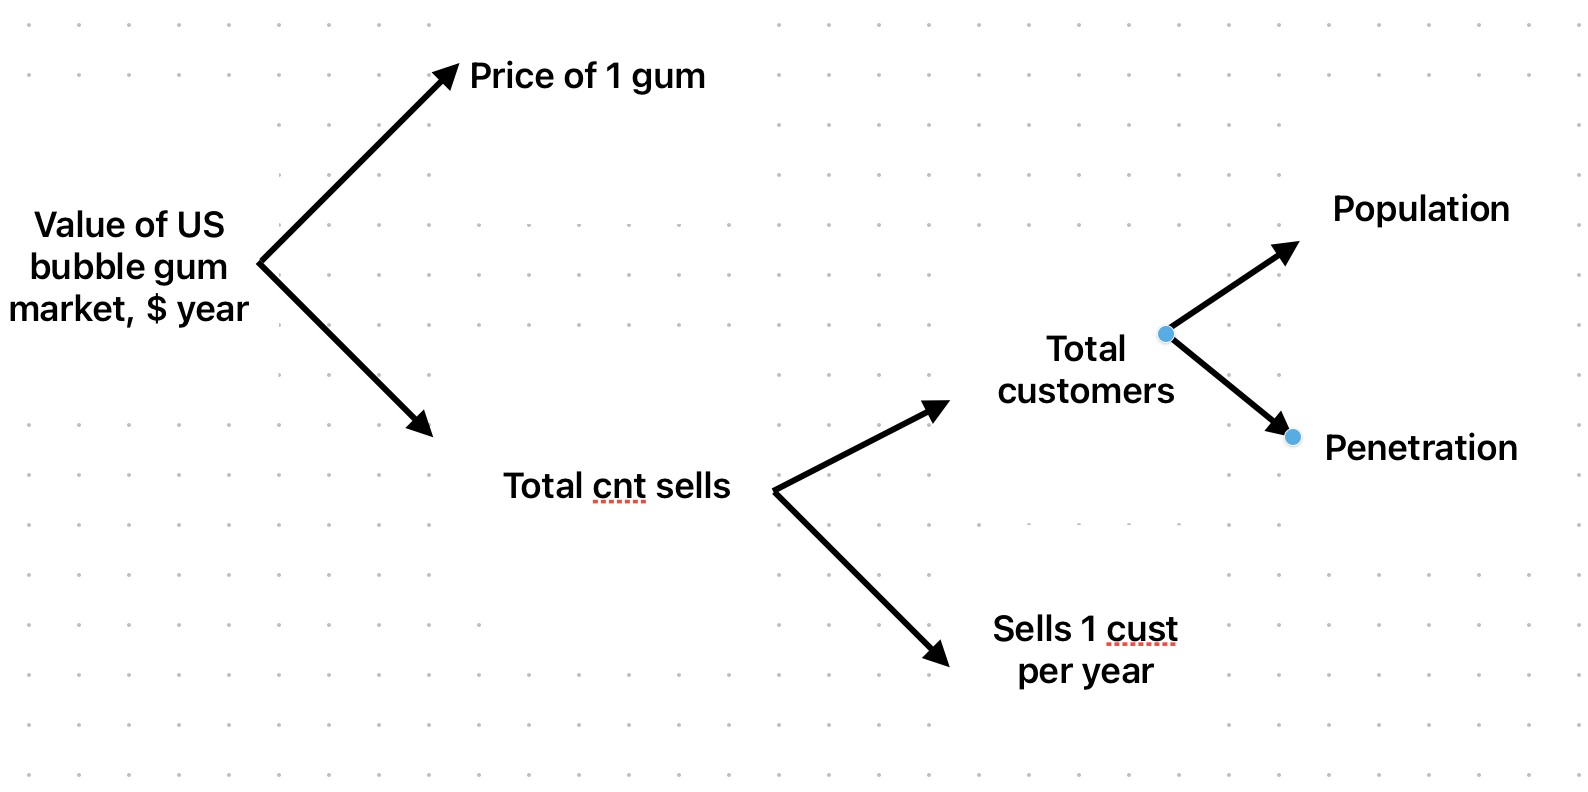 Price of 1 gum
Value of US
bubble gum
market, $ year
Population
Total
customers
Penetration
Total cnt sells
Sells 1 cust
per year